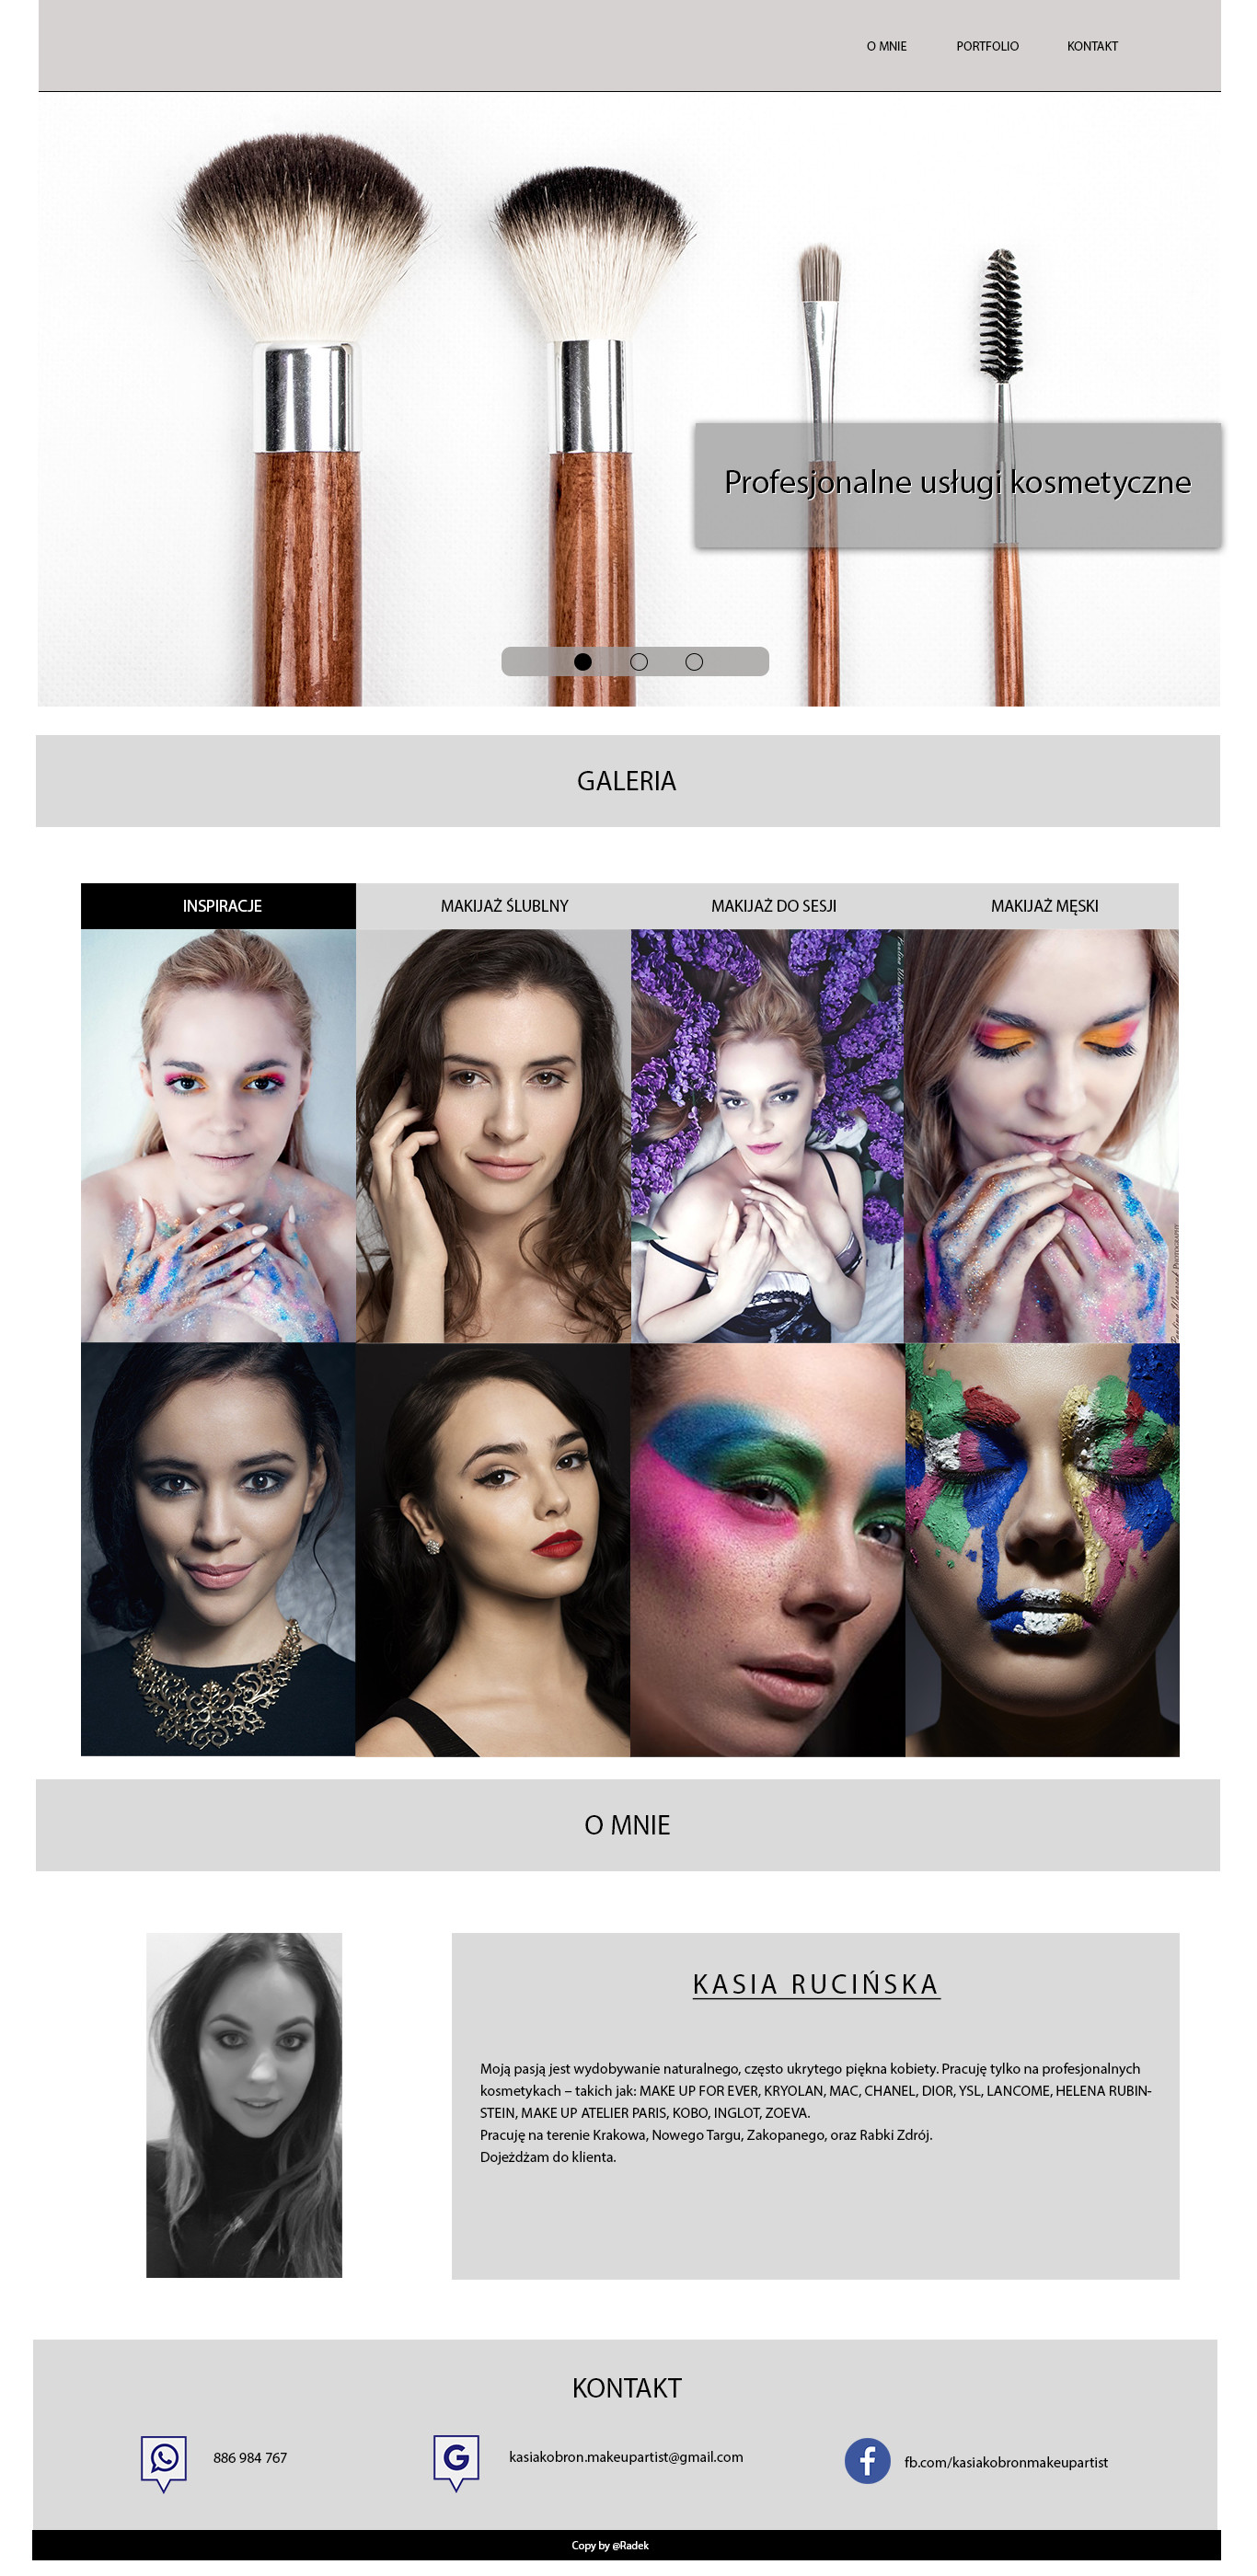 O MNIE PORTFOLIO KONTAKT
Profesjonalne usługi kosmetyczne
GALERIA
INSPIRACJE MAKIJAŻ ŚLUBLNY MAKIJAŻ DO SESJI MAKIJAŻ MĘSKI
O MNIE
KASIA RUCIŃSKA
Moją pasją jest wydobywanie naturalnego, często ukrytego piękna kobiety. Pracuję tylko na profesjonalnych
kosmetykach – takich jak: MAKE UP FOR EVER, KRYOLAN, MAC, CHANEL, DIOR, YSL, LANCOME, HELENA RUBIN-
STEIN, MAKE UP ATELIER PARIS, KOBO, INGLOT, ZOEVA.
Pracuję na terenie Krakowa, Nowego Targu, Zakopanego, oraz Rabki Zdrój.
Dojeżdżam do klienta.
KONTAKT
886 984 767
G kasiakobron.makeupartist@gmail.com
f fb.com/kasiakobronmakeupartist
Copy by @Radek